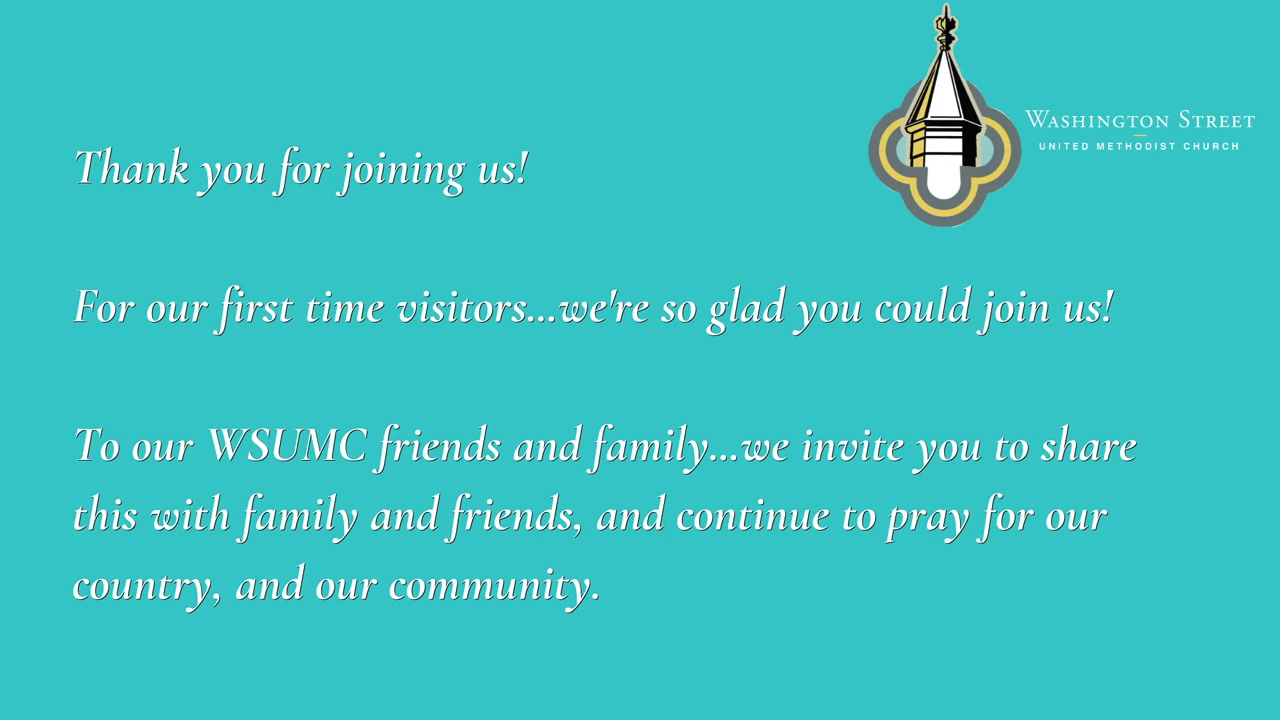 WASHINGTON STREET
UNITED METHODIST CHURCH
Thank you for joining us!
For our first time visitors...we're so glad you could join us!
To our WSUMC friends and family...we invite you to share
this with family and friends, and continue to pray for our
country, and our community.